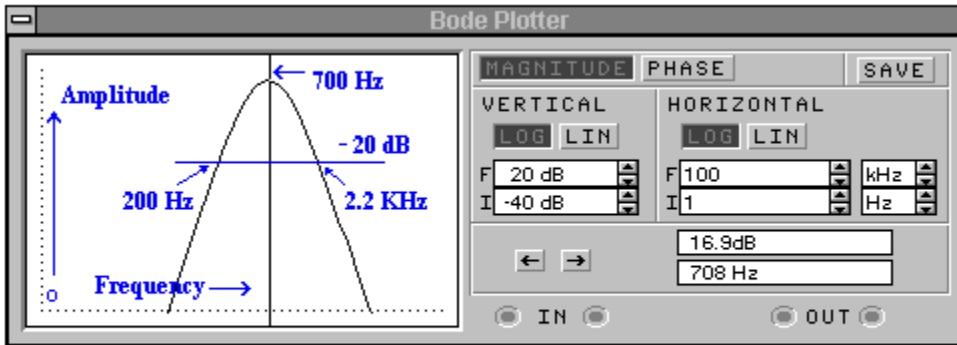 Bode Plotter
700 Hz
Amplitude
- 20 dB
200 Hz
2.2 KHz
Frequency
0
MAGNITUDE PHASE SAVE
VERTICAL HORIZONTAL
LOG LIN LOG LIN
F 20 dB F 100 kHz
I -40 dB I 1 Hz
16.9dB
708 Hz
IN OUT